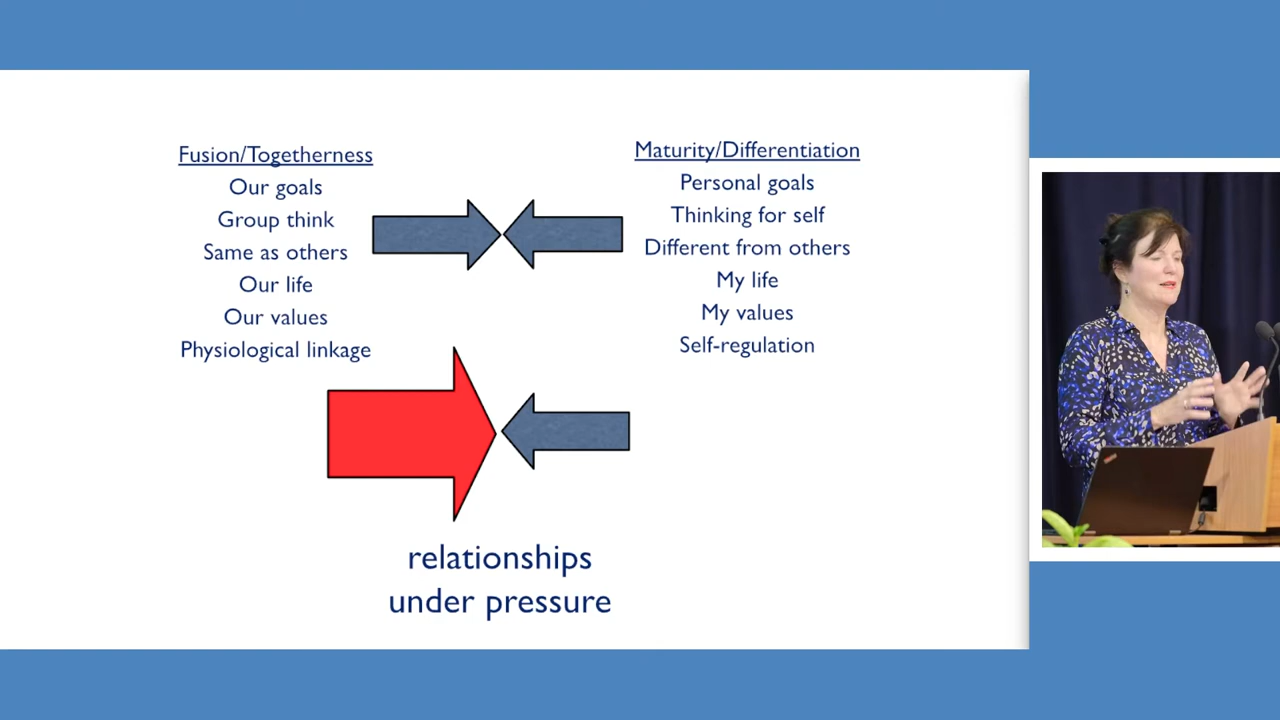 Fusion/Togetherness
Our goals
Group think
Same as others
Our life
Our values
Physiological linkage
Maturity/Differentiation
Personal goals
Thinking for self
Different from others
My life
My values
Self-regulation
relationships
under pressure